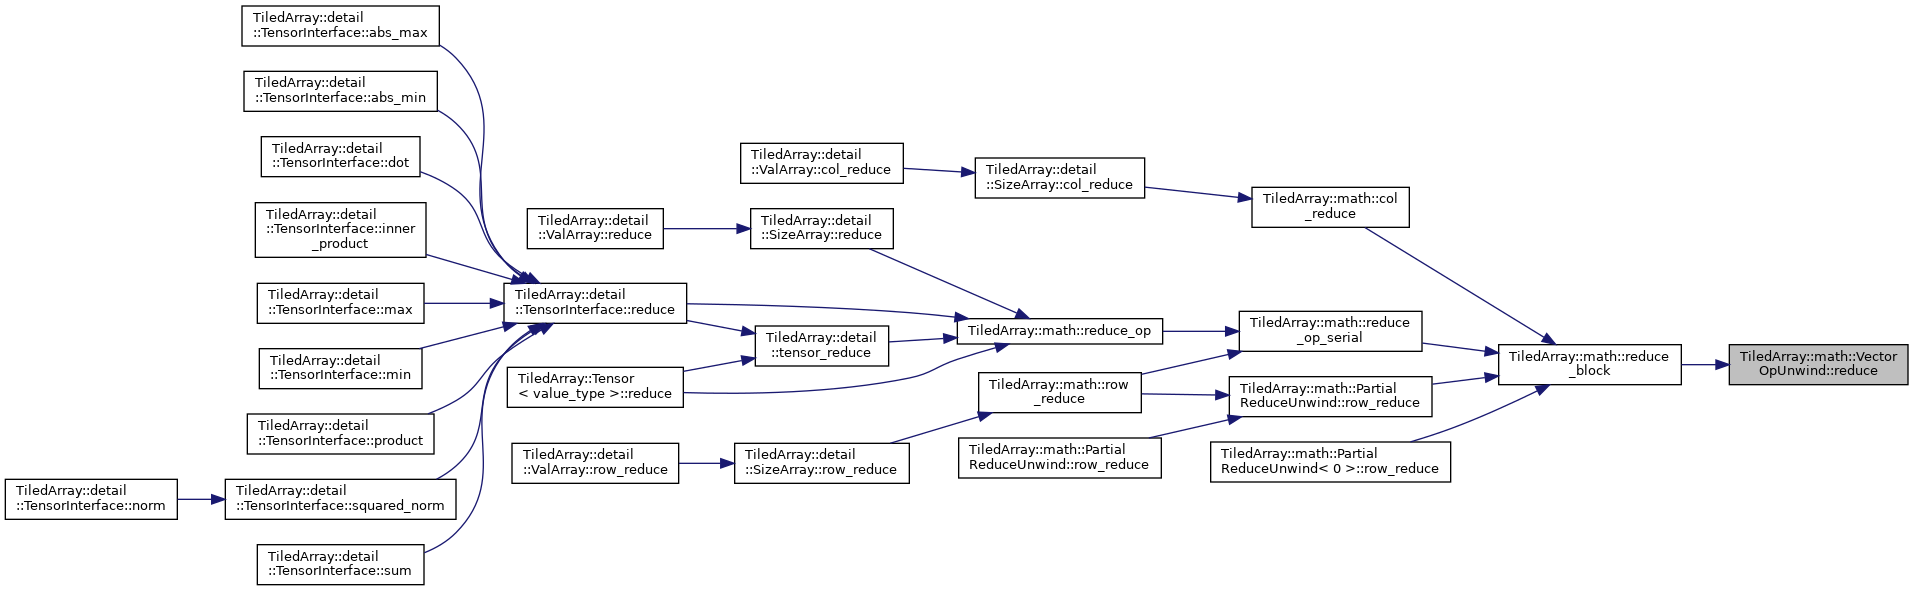 TiledArray::detail
::TensorInterface::abs_max
TiledArray::detail
::TensorInterface::abs_min
TiledArray::detail
::TensorInterface::dot
TiledArray::detail
::TensorInterface::inner
_product
TiledArray::detail
::TensorInterface::max
TiledArray::detail
::TensorInterface::min
TiledArray::detail
::TensorInterface::product
TiledArray::detail
::TensorInterface::norm
TiledArray::detail
::TensorInterface::squared_norm
TiledArray::detail
::TensorInterface::sum
TiledArray::detail
::ValArray::reduce
TiledArray::detail
::TensorInterface::reduce
TiledArray::Tensor
< value_type >::reduce
TiledArray::detail
::ValArray::row_reduce
TiledArray::detail
::ValArray::col_reduce
TiledArray::detail
::SizeArray::reduce
TiledArray::detail
::tensor_reduce
TiledArray::detail
::SizeArray::row_reduce
TiledArray::detail
::SizeArray::col_reduce
TiledArray::math::reduce_op
TiledArray::math::row
_reduce
TiledArray::math::Partial
ReduceUnwind::row_reduce
TiledArray::math::col
_reduce
TiledArray::math::reduce
_op_serial
TiledArray::math::Partial
ReduceUnwind::row_reduce
TiledArray::math::Partial
ReduceUnwind< 0 >::row_reduce
TiledArray::math::reduce
_block
TiledArray::math::Vector
OpUnwind::reduce